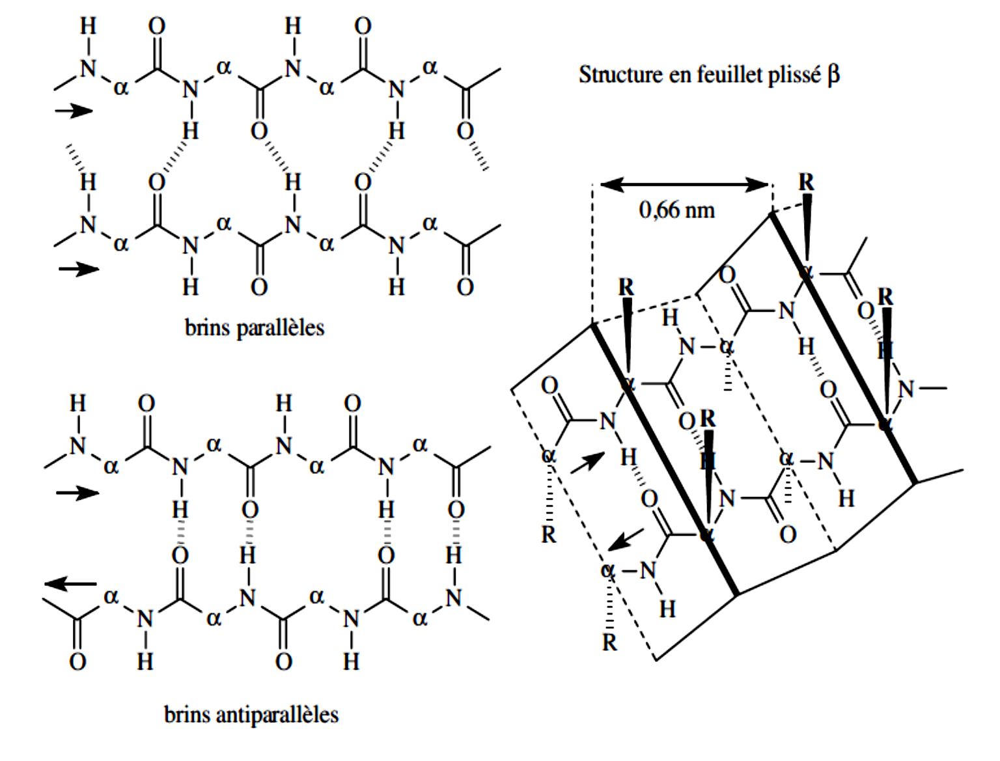 H O H O
N α N α N α N α
H O H O
H O H O
N α N α N α N α
H O H O
brins parallèles
H O H O
N α N α N α N α
H O H O
O H O H
α N α N α N α N
O H O H
brins antiparallèles
Structure en feuillet plissé β
R
0,66 nm
O α
R R
H N O
N α H H
O α O N
N O R α
α H H α N
O N H
R α O
α N
H
R